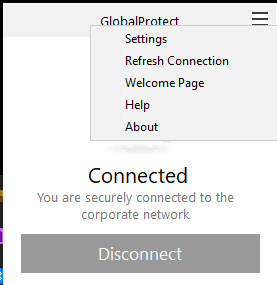 GlobalProtect
Settings
Refresh Connection
Welcome Page
Help
About
Connected
You are securely connected to the
corporate network
Disconnect